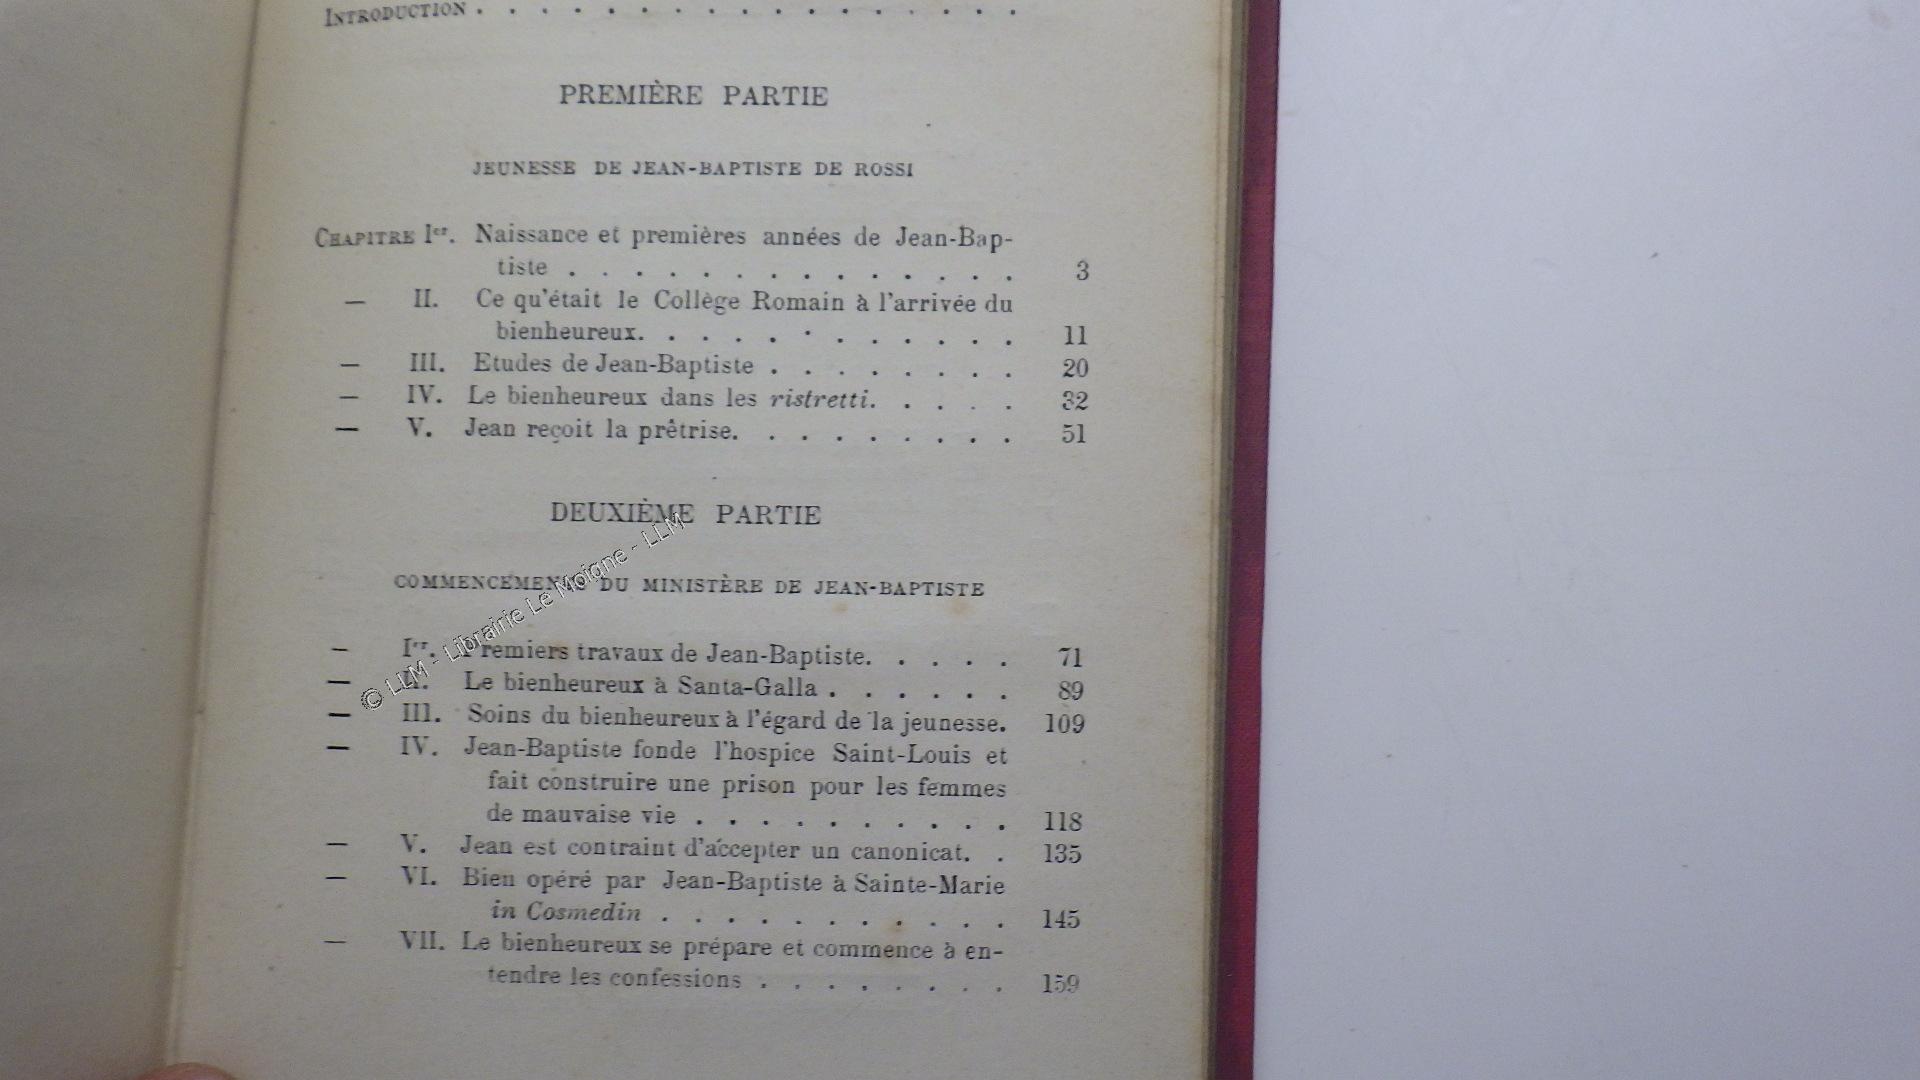 INTRODUCTION . . . . . . . . . . . . . . . . .
PREMIÈRE PARTIE
JEUNESSE DE JEAN-BAPTISTE DE ROSSI
CHAPITRE Ier. Naissance et premières années de Jean-Bap-
tiste . . . . . . . . . . . . . . 3
— II. Ce qu'était le Collège Romain à l'arrivée du
bienheureux. . . . . . . . . . . . 11
— III. Etudes de Jean-Baptiste . . . . . . . . 20
— IV. Le bienheureux dans les ristretti. . . . . 32
— V. Jean reçoit la prêtrise. . . . . . . . . 51
DEUXIÈME PARTIE
COMMENCEMENTS DU MINISTÈRE DE JEAN-BAPTISTE
— Ier. Premiers travaux de Jean-Baptiste. . . . . 71
— II. Le bienheureux à Santa-Galla . . . . . . 89
— III. Soins du bienheureux à l'égard de la jeunesse. 109
— IV. Jean-Baptiste fonde l'hospice Saint-Louis et
fait construire une prison pour les femmes
de mauvaise vie . . . . . . . . . . 118
— V. Jean est contraint d'accepter un canonicat. . 135
— VI. Bien opéré par Jean-Baptiste à Sainte-Marie
in Cosmedin . . . . . . . . . . . 145
— VII. Le bienheureux se prépare et commence à en-
tendre les confessions . . . . . . . . 159
© LLM - Librairie Le Moigne - LLM